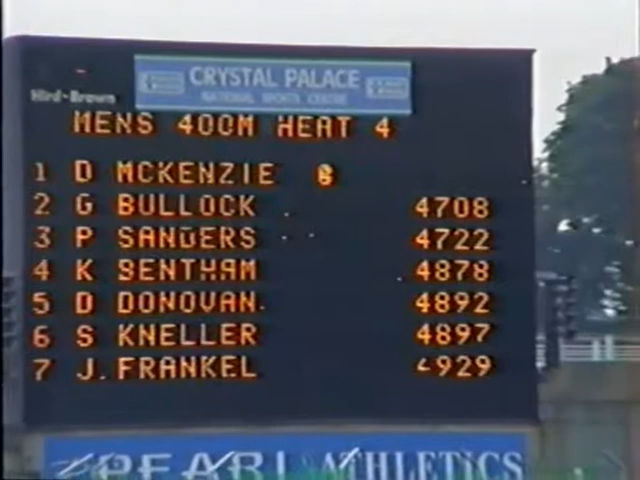 CRYSTAL PALACE
NATIONAL SPORTS CENTRE
Hird-Brown
MENS 400M HEAT 4
1 D MCKENZIE
2 G BULLOCK 4708
3 P SANDERS 4722
4 K BENTHAM 4878
5 D DONOVAN 4892
6 S KNELLER 4897
7 J FRANKEL 4929
PEARL ATHLETICS